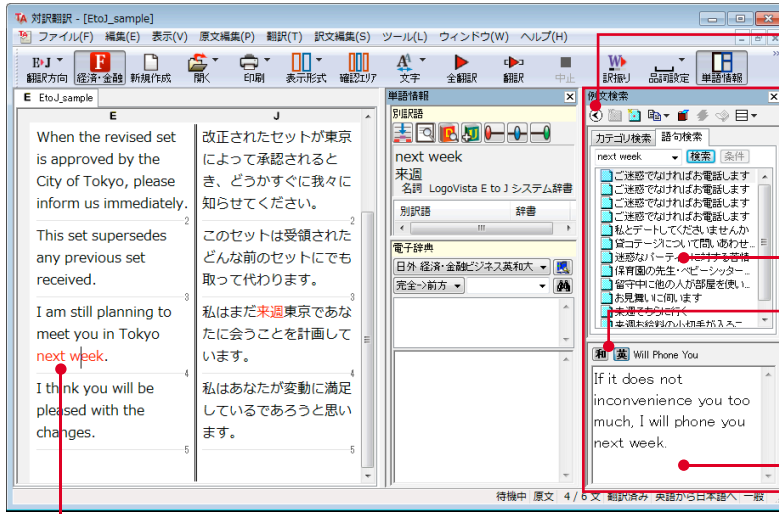 対訳翻訳 - [EtoJ_sample]
ファイル(F) 編集(E) 表示(V) 原文編集(P) 翻訳(T) 訳文編集(S) ツール(L) ウィンドウ(W) ヘルプ(H)
翻訳方向 経済・金融 新規作成 開く 印刷 表示形式 確認エリア 文字 全翻訳 翻訳 中止 訳振り 品詞設定 単語情報
E EtoJ_sample
E J
When the revised set
is approved by the
City of Tokyo, please
inform us immediately.
改正されたセットが東京
によって承認されると
き、どうかすぐに我々に
知らせてください。
2 2
This set supersedes
any previous set
received.
このセットは受領された
どんな前のセットにでも
取って代わります。
3 3
I am still planning to
meet you in Tokyo
next week.
私はまだ来週東京であな
たに会うことを計画して
います。
4 4
I think you will be
pleased with the
changes.
私はあなたが変動に満足
しているであろうと思い
ます。
5 5
単語情報
別訳語
next week
来週
名詞 LogoVista E to J システム辞書
別訳語 辞書
電子辞典
日外 経済・金融ビジネス英和大
完全->前方
例文検索
カテゴリ検索 語句検索
next week 検索 条件
ご迷惑でなければお電話します
ご迷惑でなければお電話します
ご迷惑でなければお電話します
ご迷惑でなければお電話します
私とデートしてくださいませんか
貸コテージについて問いあわせ...
迷惑なパーティーに対する苦情
保育園の先生・ベビーシッター...
留守中に他の人が部屋を使い...
お見舞いに伺います
来週そちらに行く
和 英 Will Phone You
If it does not
inconvenience you too
much, I will phone you
next week.
待機中 原文 4 / 6 文 翻訳済み 英語から日本語へ 一般